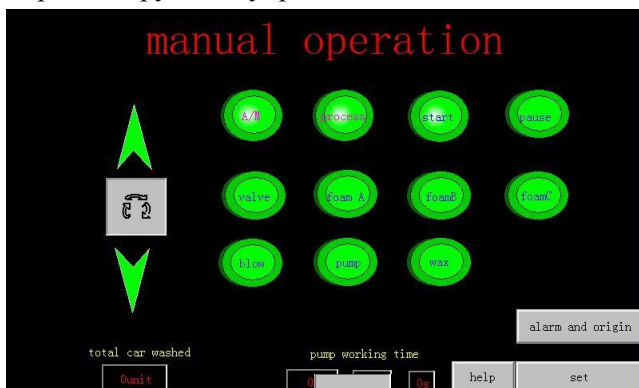 manual operation
A/M process start pause
valve foam A foamB foamC
blow pump wax
alarm and origin
total car washed pump working time
0unit 0 0s help set